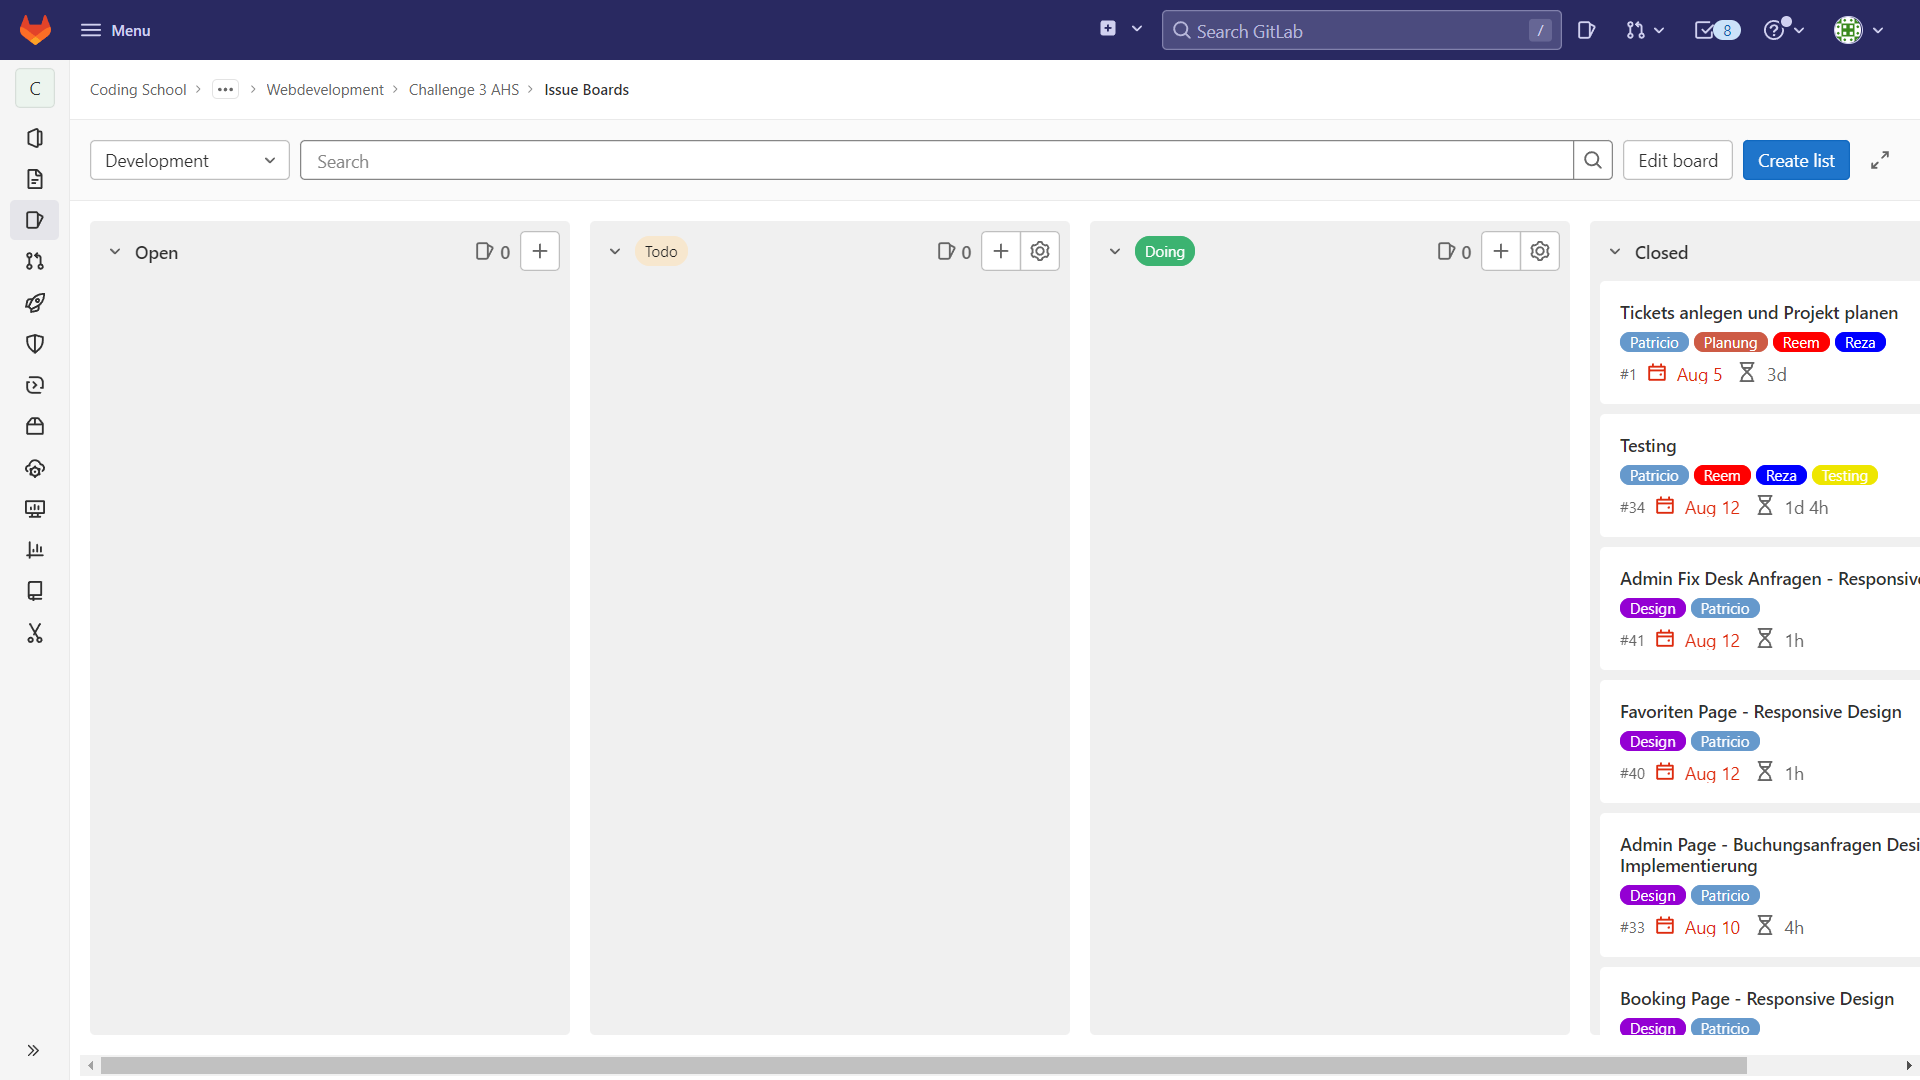 Menu
Search GitLab
/
8
C
Coding School
Webdevelopment
Challenge 3 AHS
Issue Boards
Development
Search
Edit board
Create list
Open
0
Todo
0
Doing
0
Closed
Tickets anlegen und Projekt planen
Patricio Planung Reem Reza
#1 Aug 5 3d
Testing
Patricio Reem Reza Testing
#34 Aug 12 1d 4h
Admin Fix Desk Anfragen - Responsive
Design Patricio
#41 Aug 12 1h
Favoriten Page - Responsive Design
Design Patricio
#40 Aug 12 1h
Admin Page - Buchungsanfragen Desi
Implementierung
Design Patricio
#33 Aug 10 4h
Booking Page - Responsive Design
Design Patricio